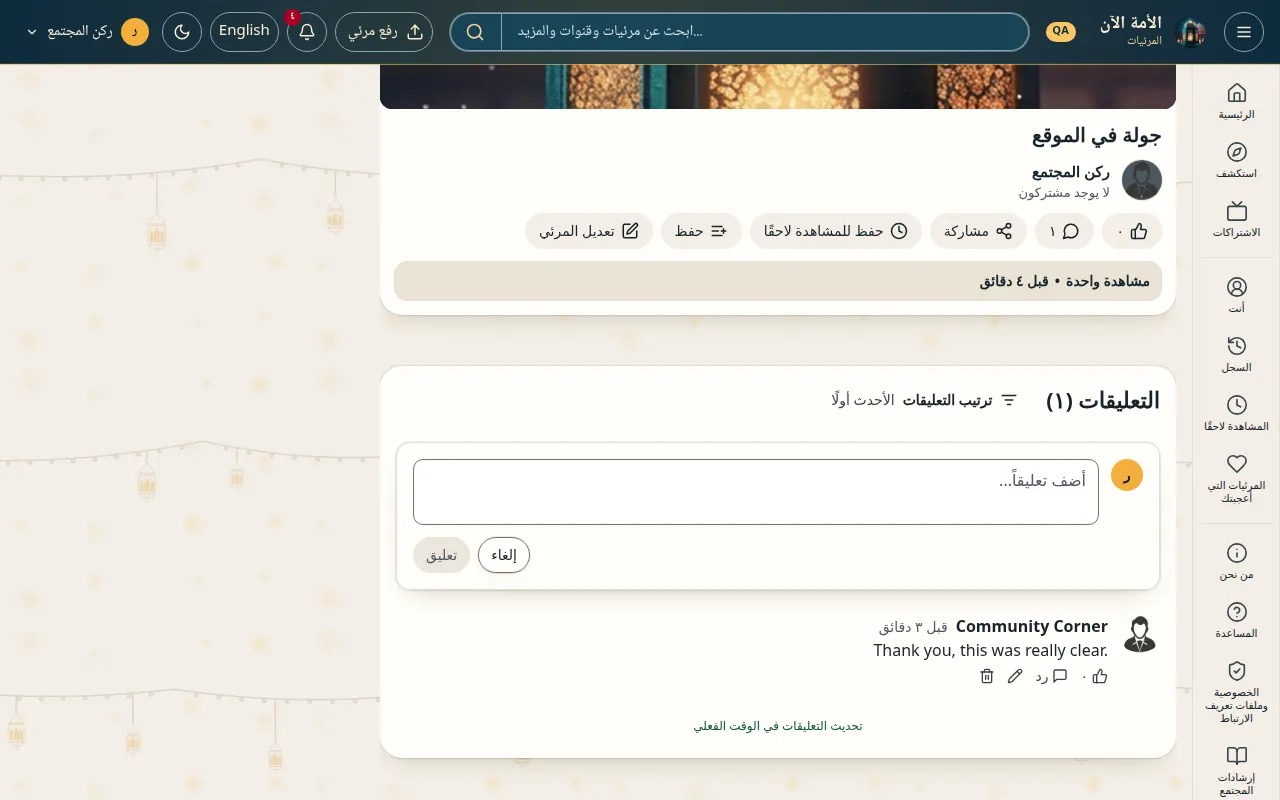 الأمة الآن
المرئيات
QA
ابحث عن مرئيات وقنوات والمزيد...
رفع مرئي
٤
English
ر
ركن المجتمع
الرئيسية
استكشف
الاشتراكات
أنت
السجل
المشاهدة لاحقًا
المرئيات التي
أعجبتك
من نحن
المساعدة
الخصوصية
وملفات تعريف
الارتباط
إرشادات
المجتمع
جولة في الموقع
ركن المجتمع
لا يوجد مشتركون
٠
١
مشاركة
حفظ للمشاهدة لاحقًا
حفظ
تعديل المرئي
مشاهدة واحدة • قبل ٤ دقائق
التعليقات (١)
ترتيب التعليقات الأحدث أولًا
ر
أضف تعليقاً...
إلغاء
تعليق
Community Corner قبل ٣ دقائق
Thank you, this was really clear.
٠
رد
تحديث التعليقات في الوقت الفعلي